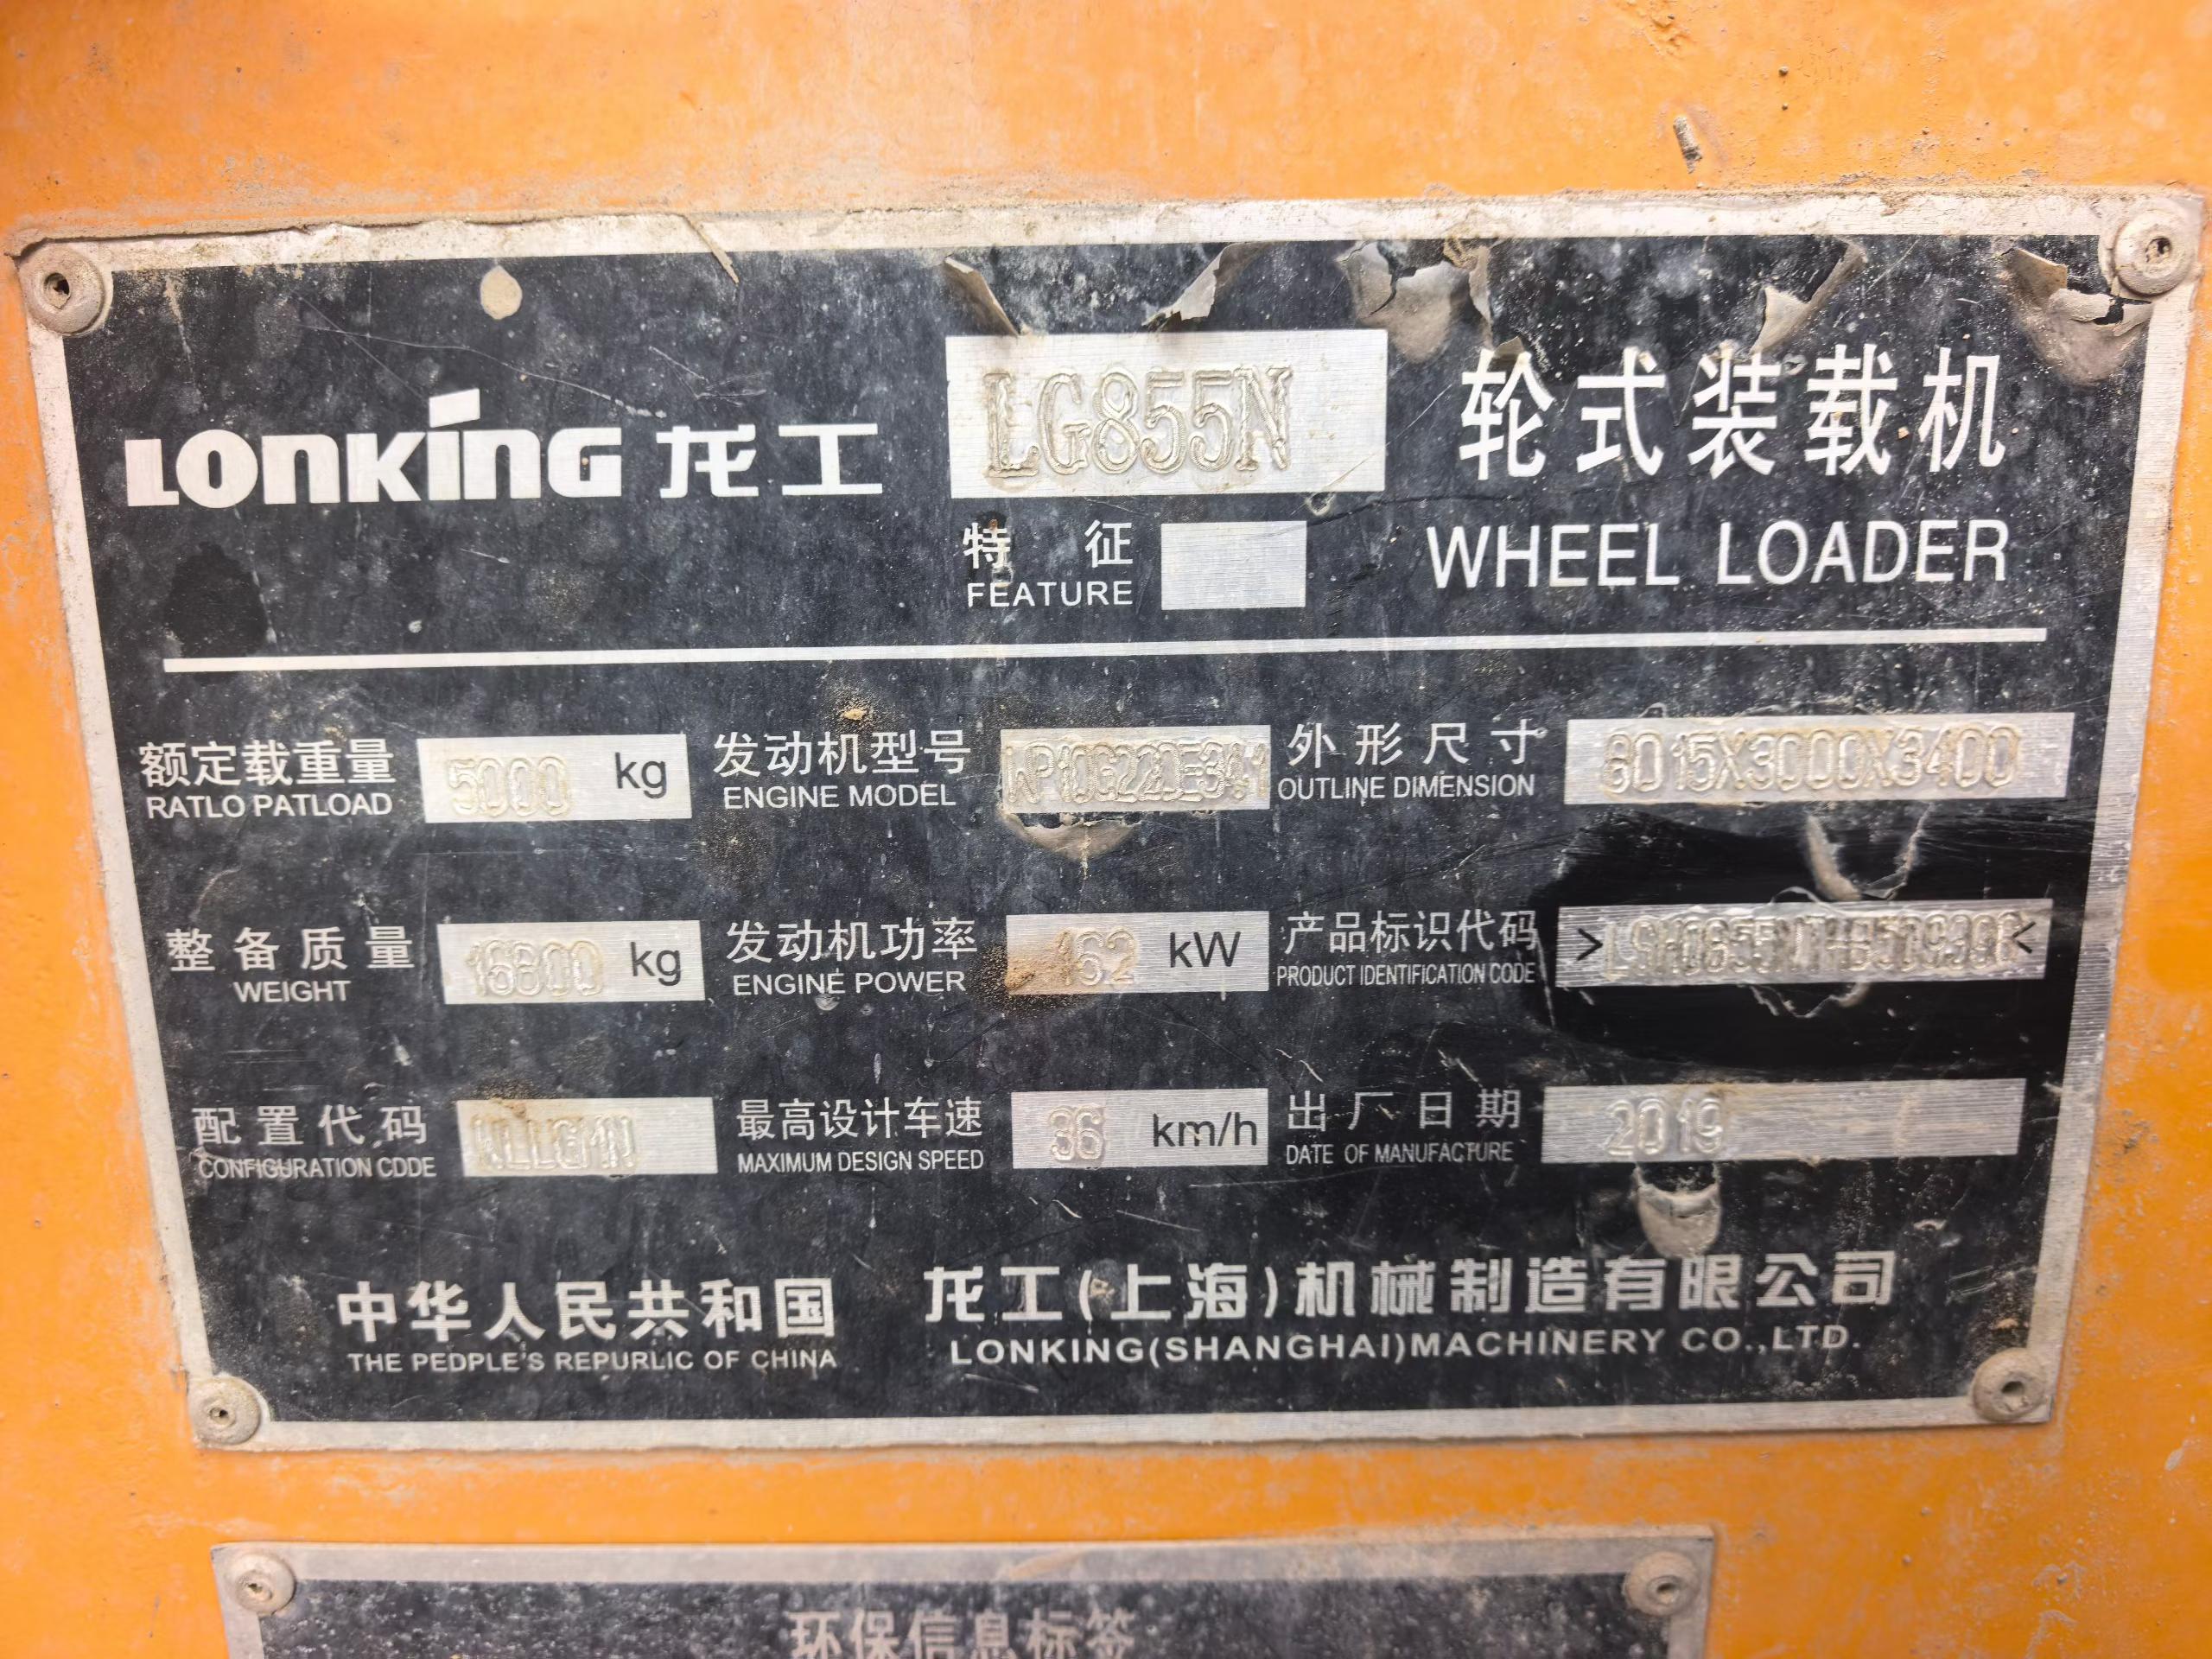 LONKING 龙工 LG855N 轮式装载机
特征 FEATURE
WHEEL LOADER
额定载重量 5000 kg 发动机型号 外形尺寸 8015X3000X3400
RATLO PATLOAD ENGINE MODEL OUTLINE DIMENSION
整备质量 16800 kg 发动机功率 162 kW 产品标识代码
WEIGHT ENGINE POWER PRODUCT IDENTIFICATION CODE
配置代码 最高设计车速 36 km/h 出厂日期 2019
CONFIGURATION CDDE MAXIMUM DESIGN SPEED DATE OF MANUFACTURE
中华人民共和国 龙工(上海)机械制造有限公司
THE PEDPLE'S REPURLIC OF CHINA LONKING(SHANGHAI)MACHINERY CO.,LTD.
环保信息标签